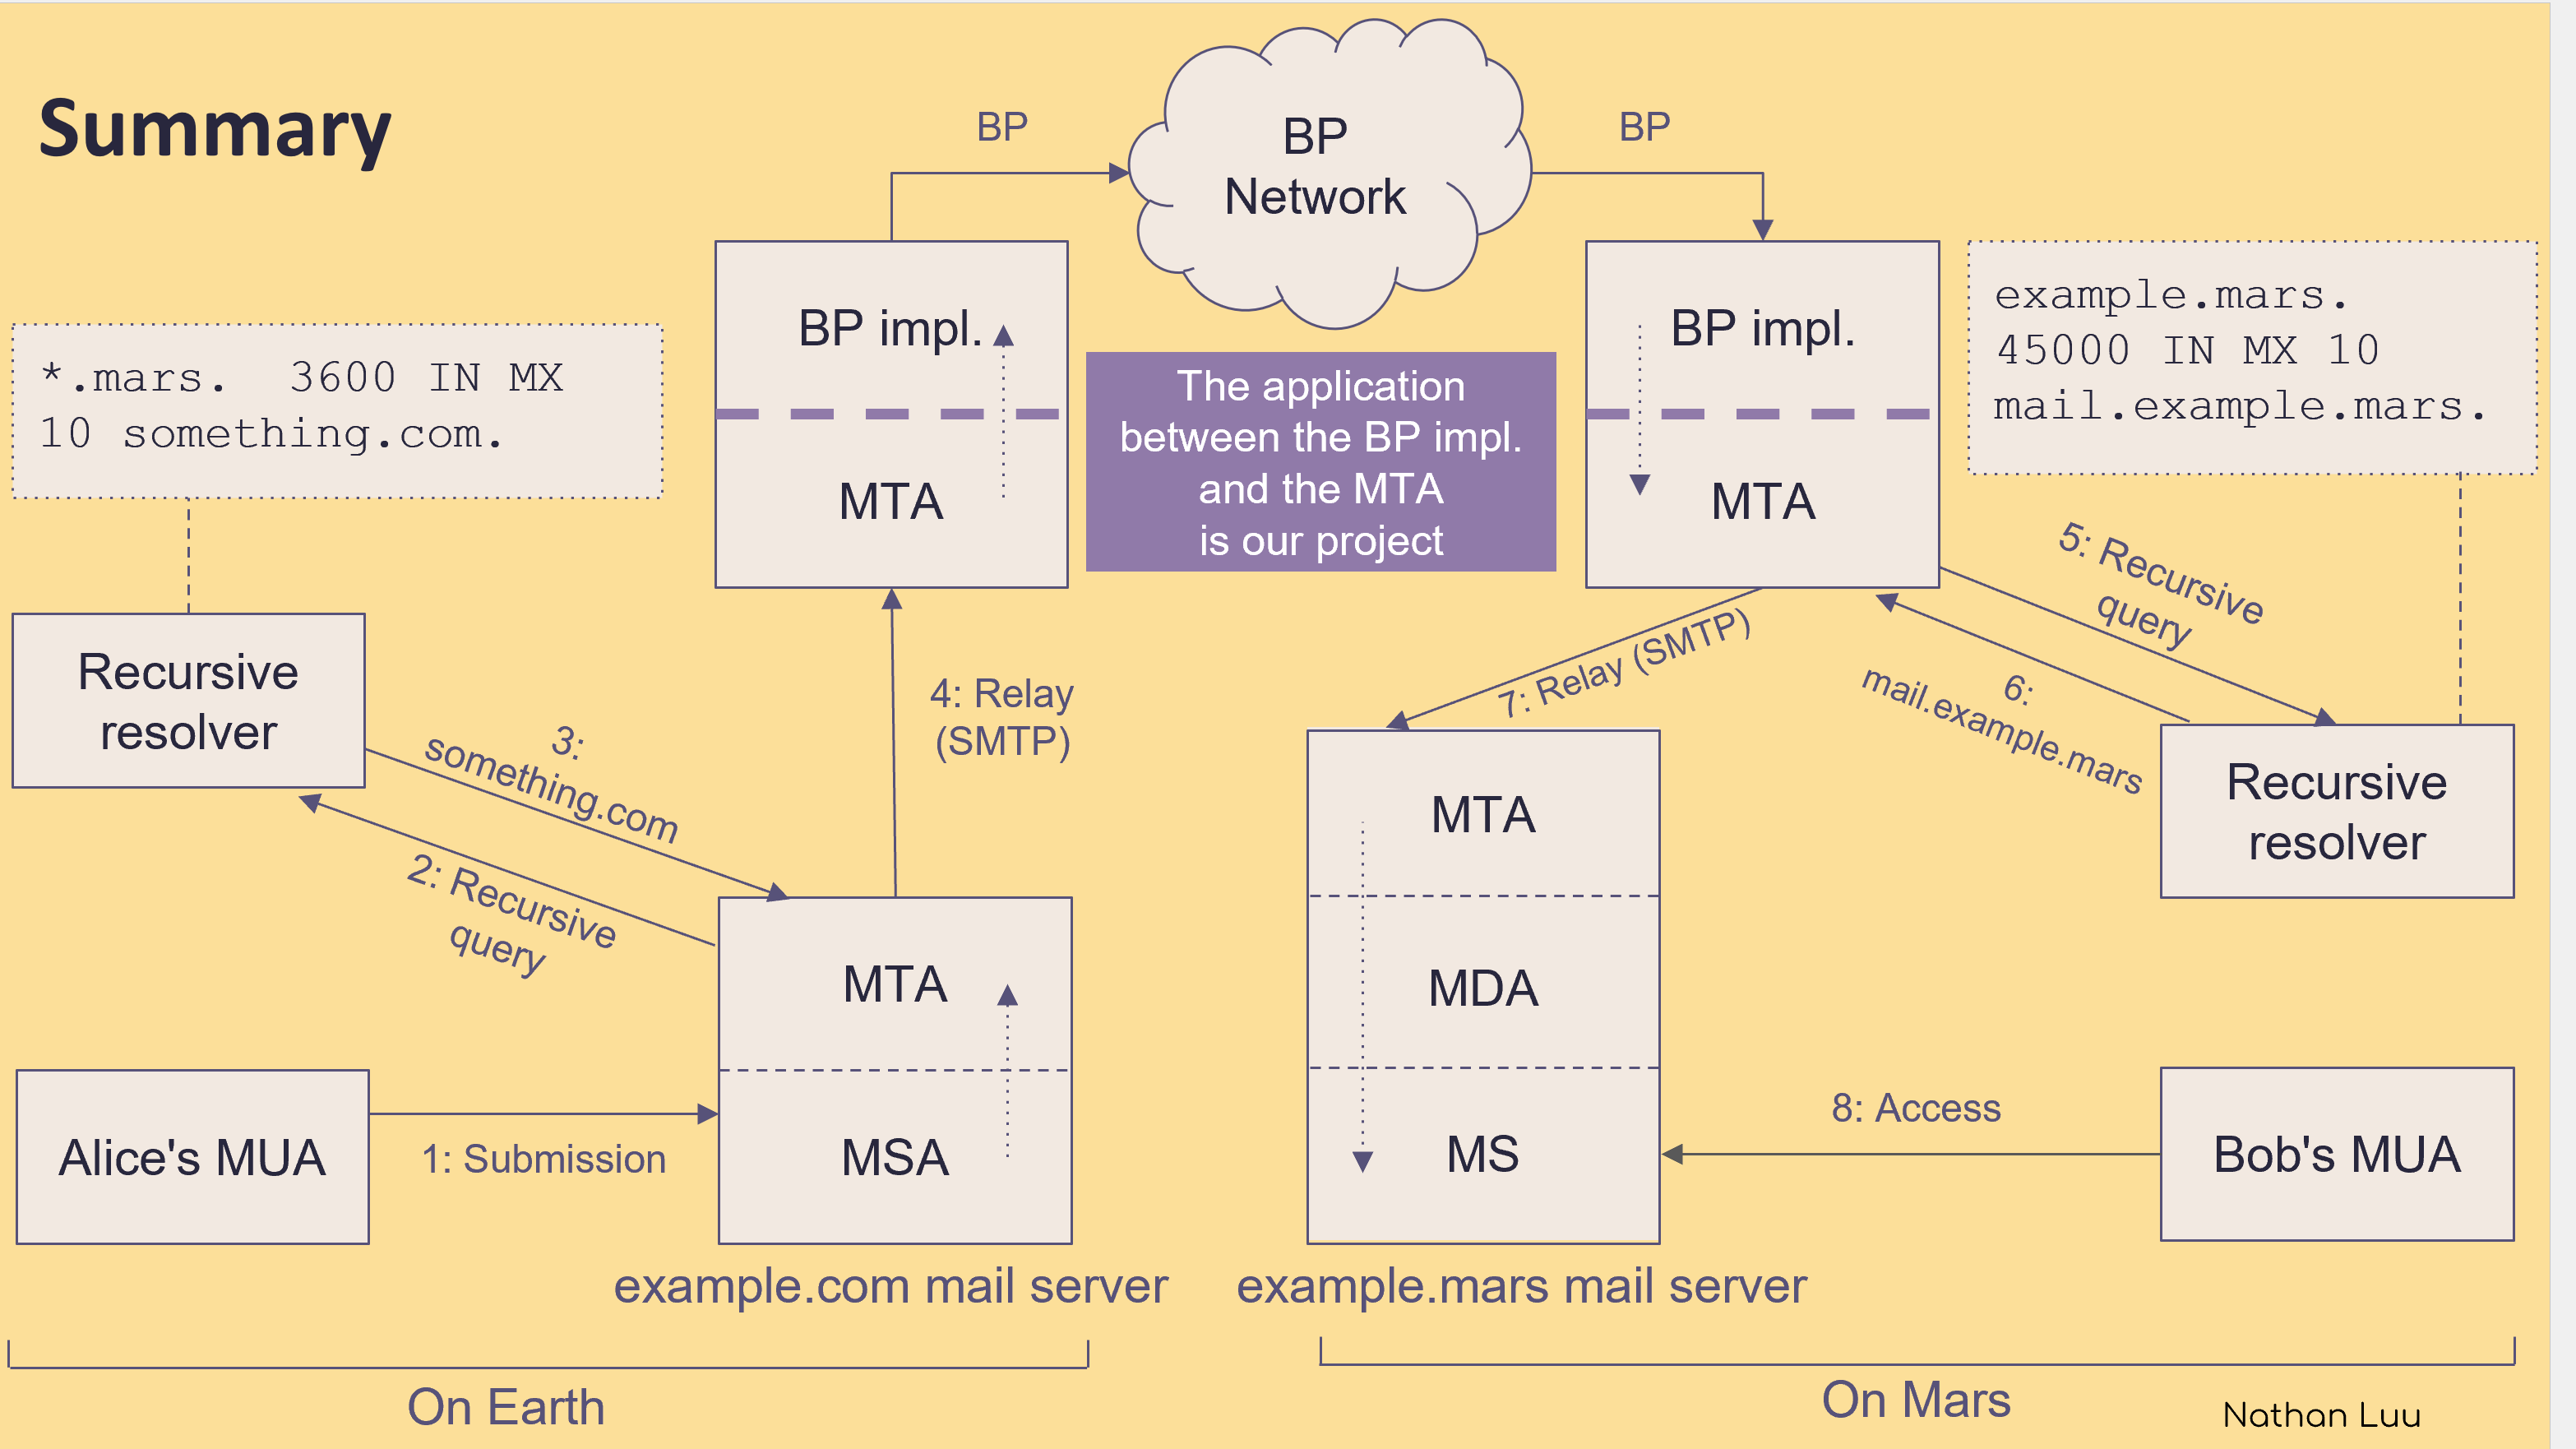 Summary
BP
BP
Network
BP
BP impl.
MTA
The application
between the BP impl.
and the MTA
is our project
BP impl.
MTA
example.mars.
45000 IN MX 10
mail.example.mars.
*.mars.  3600 IN MX
10 something.com.
Recursive
resolver
3:
something.com
2: Recursive
query
4: Relay
(SMTP)
7: Relay (SMTP)
5: Recursive
query
6:
mail.example.mars
Recursive
resolver
Alice's MUA
1: Submission
MTA
MSA
example.com mail server
MTA
MDA
MS
example.mars mail server
8: Access
Bob's MUA
On Earth
On Mars
Nathan Luu